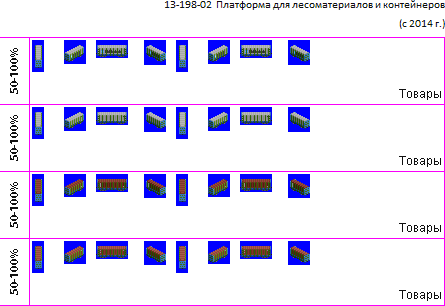 13-198-02 Платформа для лесоматериалов и контейнеров
(с 2014 г.)
50-100%
Товары
50-100%
Товары
50-100%
Товары
50-100%
Товары